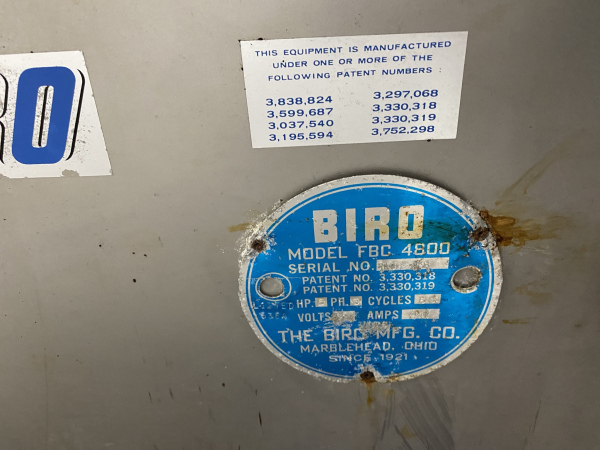 RO
THIS EQUIPMENT IS MANUFACTURED
UNDER ONE OR MORE OF THE
FOLLOWING PATENT NUMBERS :
3,838,824 3,297,068
3,599,687 3,330,318
3,037,540 3,330,319
3,195,594 3,752,298
BIRO
MODEL FBC 4800
SERIAL NO.
PATENT NO. 3,330,318
PATENT NO. 3,330,319
HP. PH. CYCLES
VOLTS AMPS
THE BIRO MFG. CO.
MARBLEHEAD, OHIO
SINCE 1921